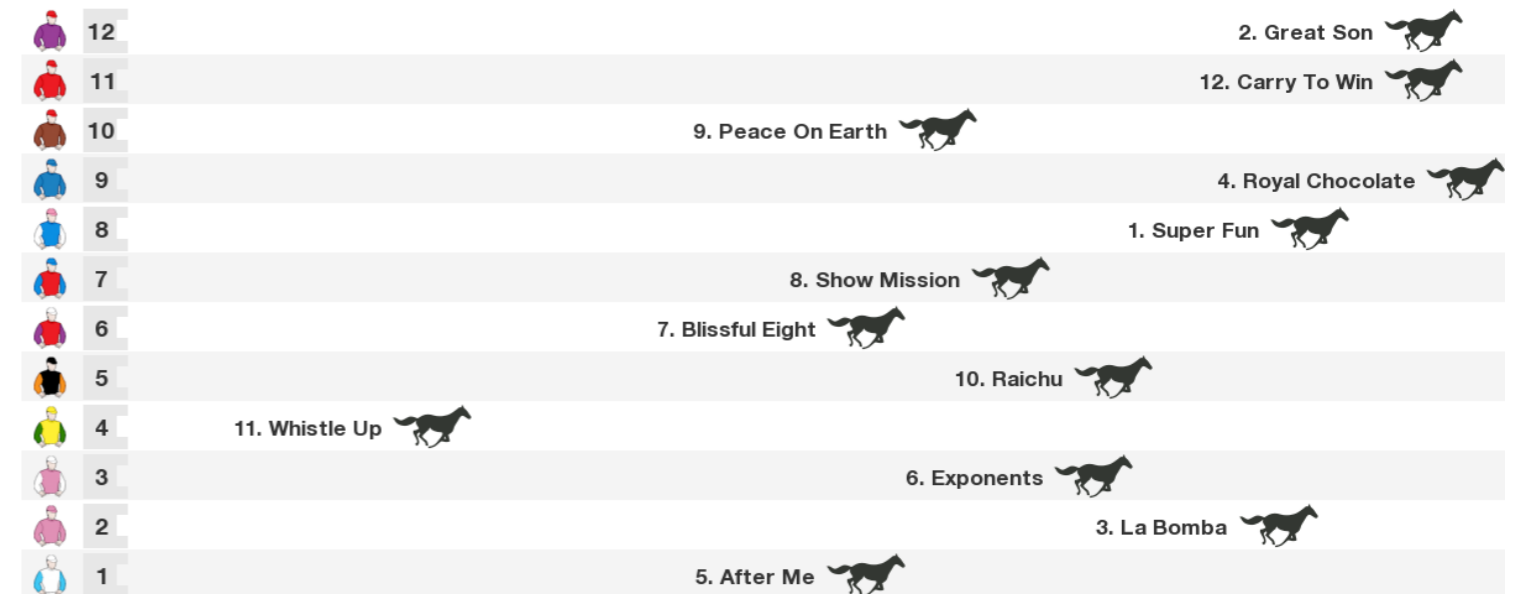 12 2. Great Son
11 12. Carry To Win
10 9. Peace On Earth
9 4. Royal Chocolate
8 1. Super Fun
7 8. Show Mission
6 7. Blissful Eight
5 10. Raichu
4 11. Whistle Up
3 6. Exponents
2 3. La Bomba
1 5. After Me